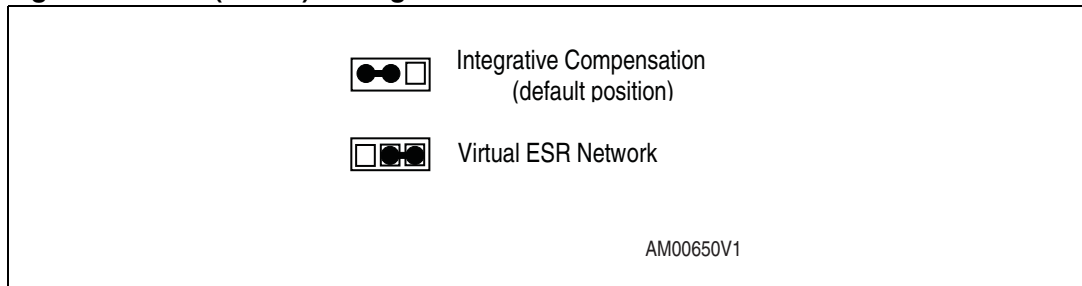 Integrative Compensation
(default position)
Virtual ESR Network
AM00650V1